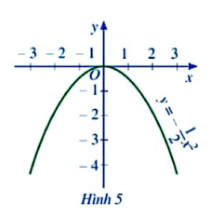 y
– 3 – 2 – 1 1 2 3
O x
– 1
– 2
– 3
– 4
y = –1/2 x²
Hình 5